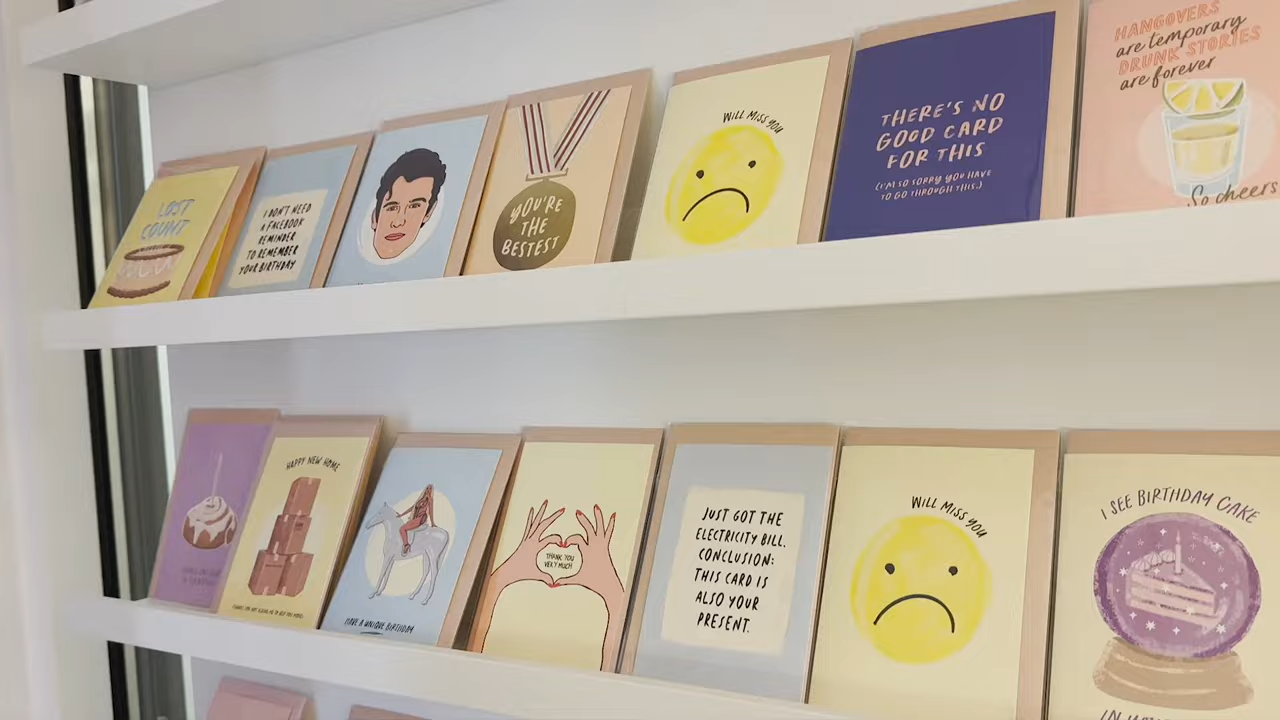 LOST
COUNT
I DON'T NEED
A FACEBOOK
REMINDER
TO REMEMBER
YOUR BIRTHDAY
YOU'RE
THE
BESTEST
WILL MISS YOU
THERE'S NO
GOOD CARD
FOR THIS
(I'M SO SORRY YOU HAVE
TO GO THROUGH THIS.)
HANGOVERS
are temporary
DRUNK STORIES
are forever
So cheers
HAPPY NEW HOME
HAVE A UNIQUE BIRTHDAY
THANK YOU
VERY MUCH
JUST GOT THE
ELECTRICITY BILL.
CONCLUSION:
THIS CARD IS
ALSO YOUR
PRESENT.
WILL MISS YOU
I SEE BIRTHDAY CAKE